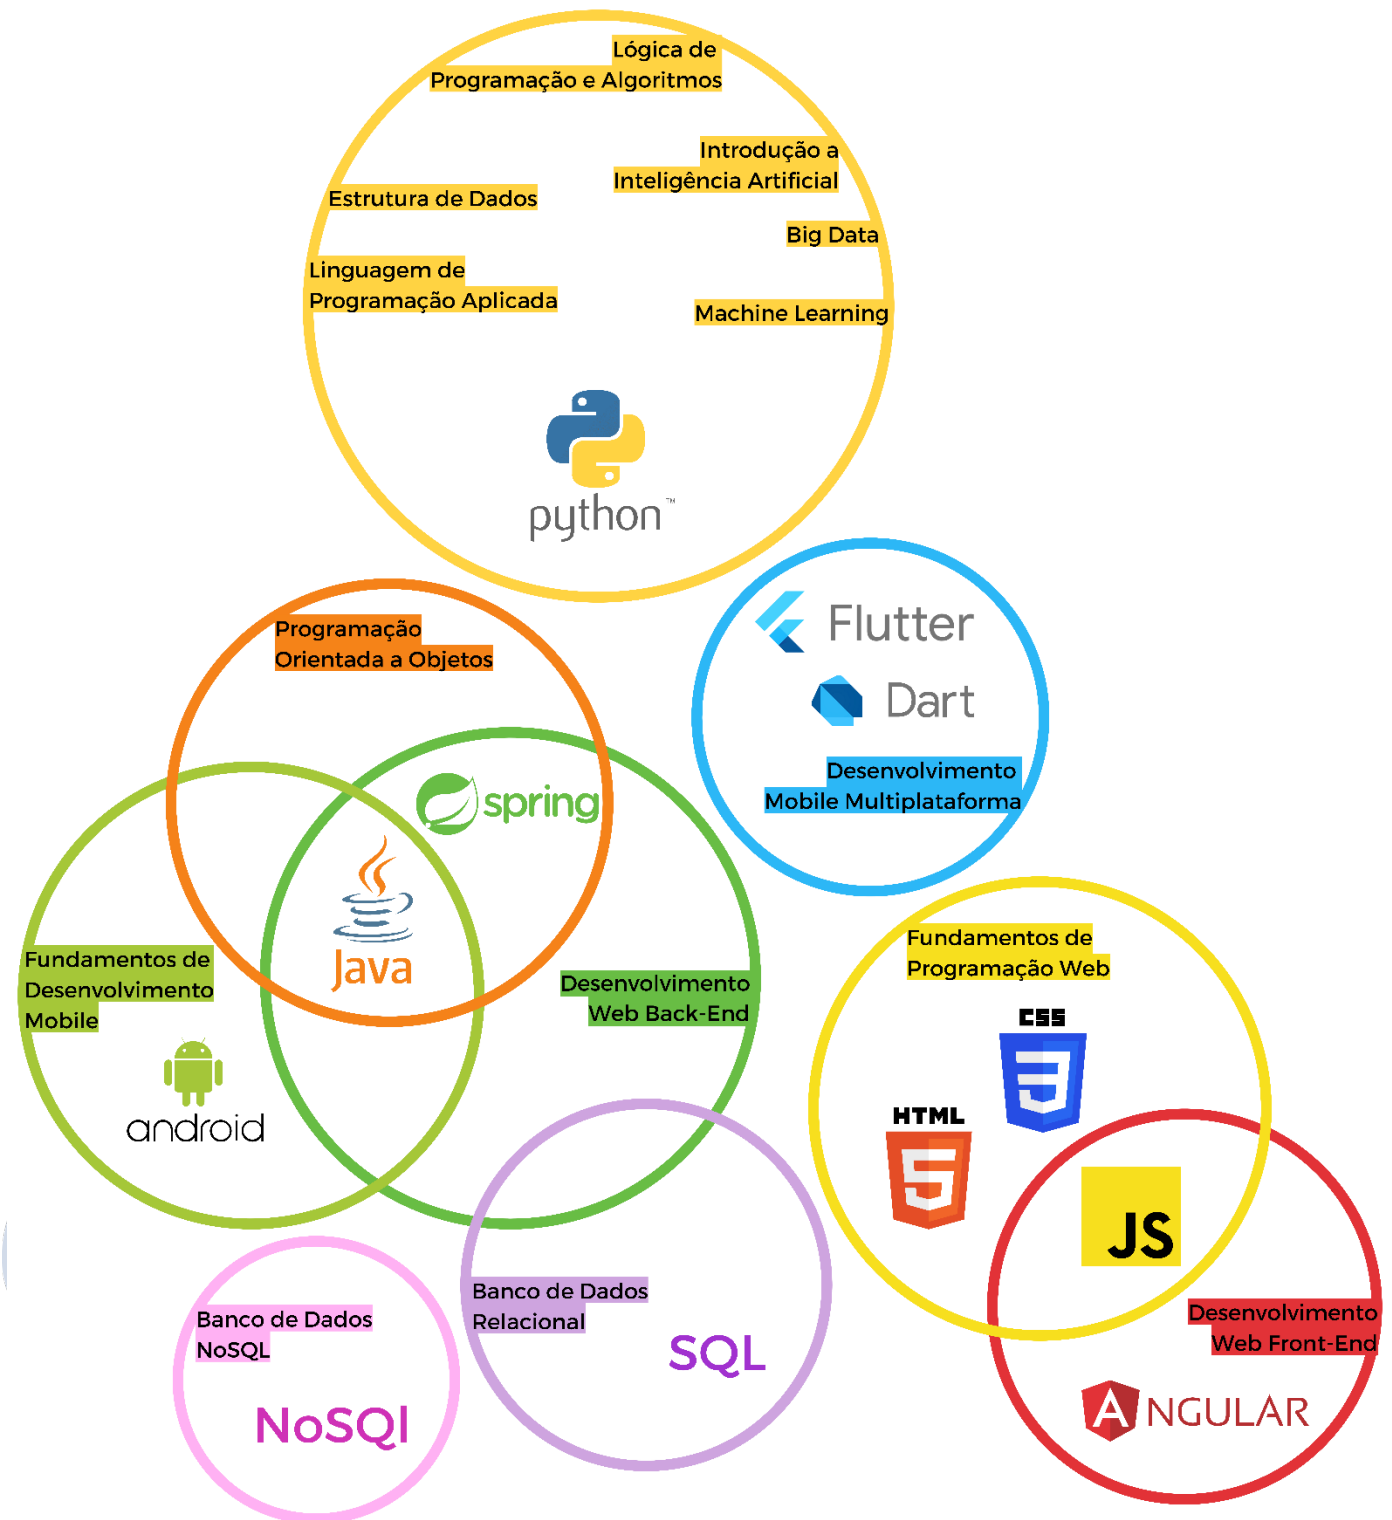 Lógica de
Programação e Algoritmos
Introdução a
Inteligência Artificial
Estrutura de Dados
Big Data
Linguagem de
Programação Aplicada
Machine Learning
python™
Programação
Orientada a Objetos
Flutter
Dart
Desenvolvimento
Mobile Multiplataforma
spring
Java
Fundamentos de
Desenvolvimento
Mobile
android
Desenvolvimento
Web Back-End
Fundamentos de
Programação Web
CSS
3
HTML
5
JS
Banco de Dados
Relacional
SQL
Banco de Dados
NoSQL
NoSQl
Desenvolvimento
Web Front-End
ANGULAR